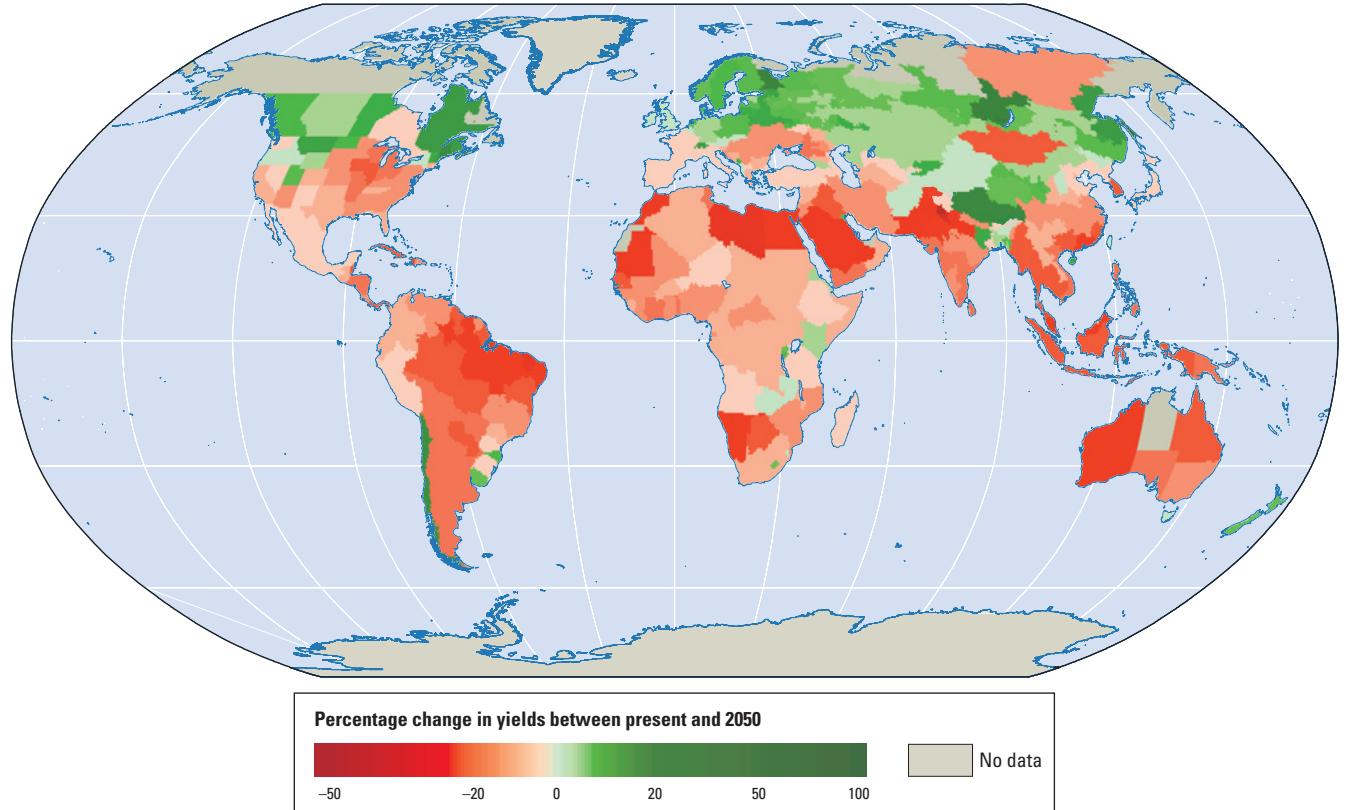 Percentage change in yields between present and 2050
No data
–50 –20 0 20 50 100